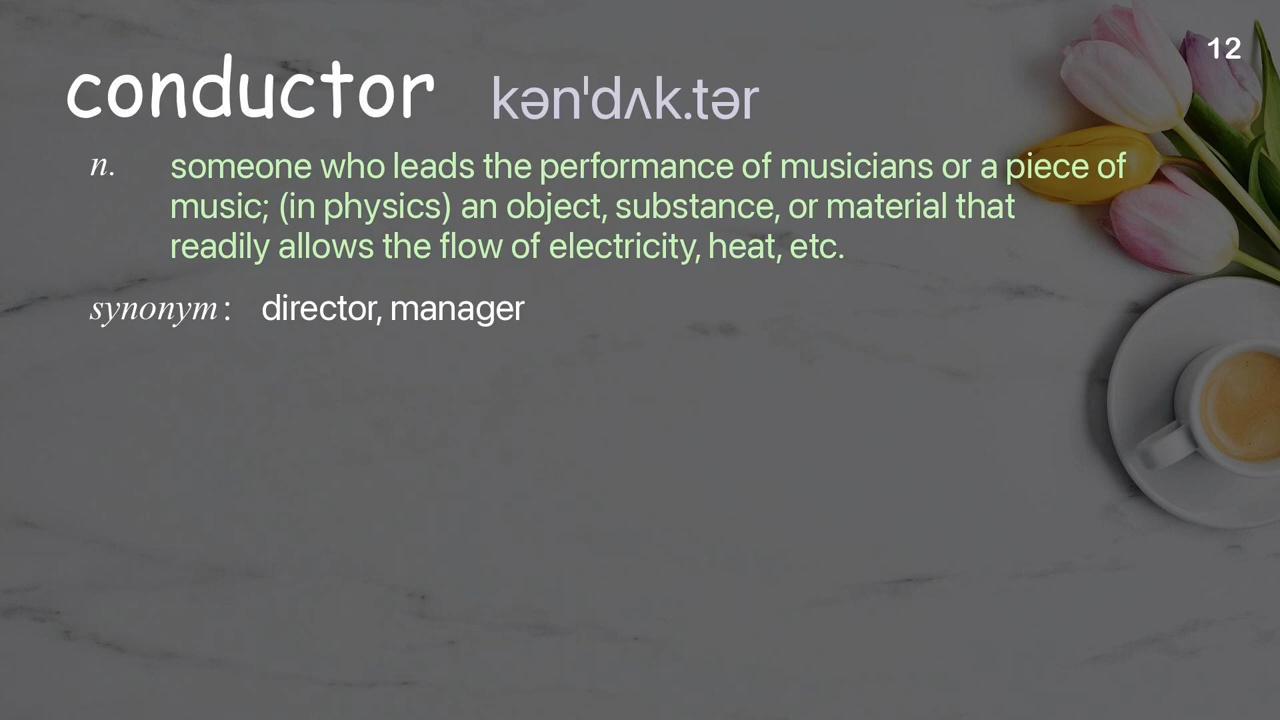 12
conductor kən'dʌk.tər
n. someone who leads the performance of musicians or a piece of
music; (in physics) an object, substance, or material that
readily allows the flow of electricity, heat, etc.
synonym: director, manager